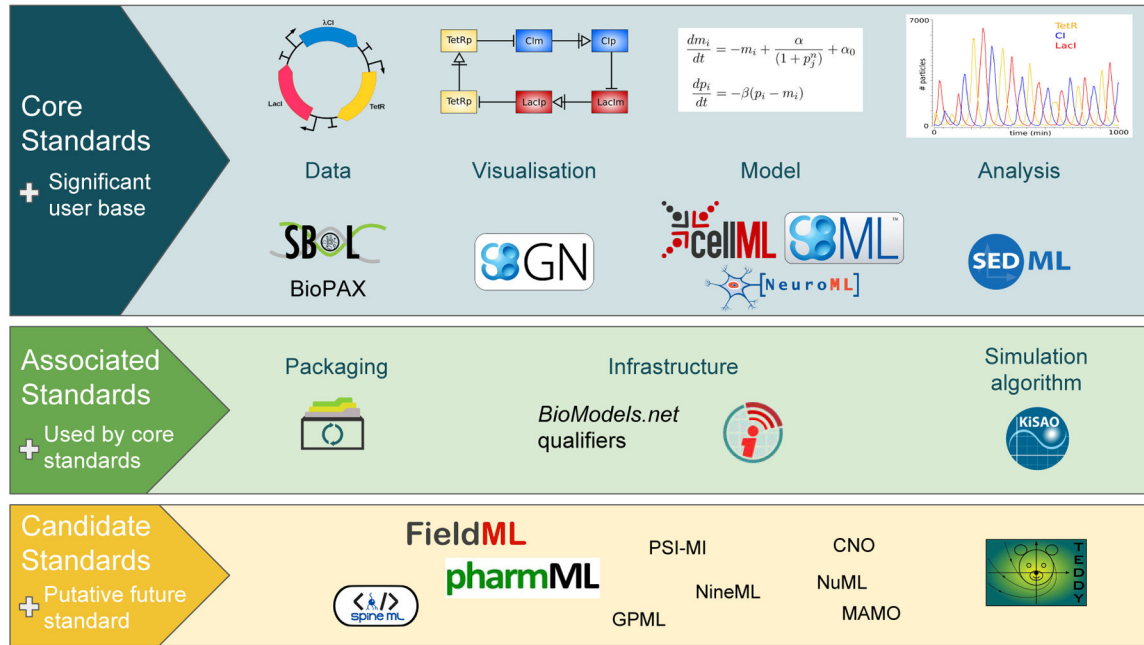 Core
Standards
Significant
user base
λCI
LacI
TetR
TetRp
CIm
CIp
TetRp
LacIp
LacIm
dm_i/dt = −m_i + α/(1 + p_j^n) + α_0
dp_i/dt = −β(p_i − m_i)
7000
TetR
CI
LacI
# particles
0
0
time (min)
1000
Data
Visualisation
Model
Analysis
SBOL
BioPAX
SBGN
cellML
SBML
TM
[NeuroML]
SED ML
Associated
Standards
Used by core
standards
Packaging
Infrastructure
Simulation
algorithm
BioModels.net
qualifiers
i
KiSAO
Candidate
Standards
Putative future
standard
FieldML
pharmML
</>
spine ml
PSI-MI
CNO
NineML
NuML
GPML
MAMO
TEDDY